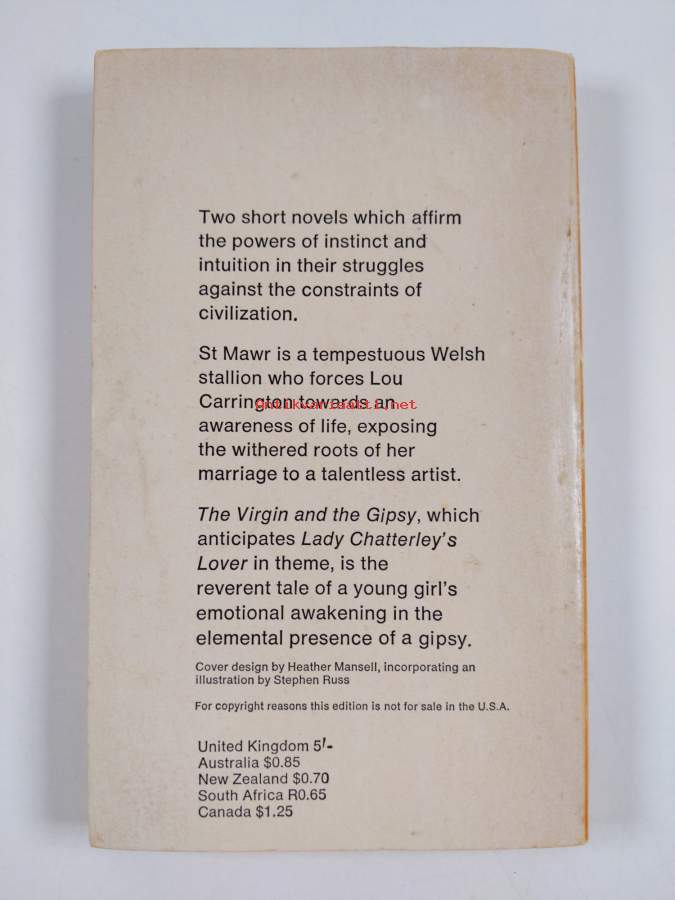 Two short novels which affirm
the powers of instinct and
intuition in their struggles
against the constraints of
civilization.
St Mawr is a tempestuous Welsh
stallion who forces Lou
Carrington towards an
antikvariaatti.net
awareness of life, exposing
the withered roots of her
marriage to a talentless artist.
The Virgin and the Gipsy, which
anticipates Lady Chatterley's
Lover in theme, is the
reverent tale of a young girl's
emotional awakening in the
elemental presence of a gipsy.
Cover design by Heather Mansell, incorporating an
illustration by Stephen Russ
For copyright reasons this edition is not for sale in the U.S.A.
United Kingdom 5/-
Australia $0.85
New Zealand $0.70
South Africa R0.65
Canada $1.25